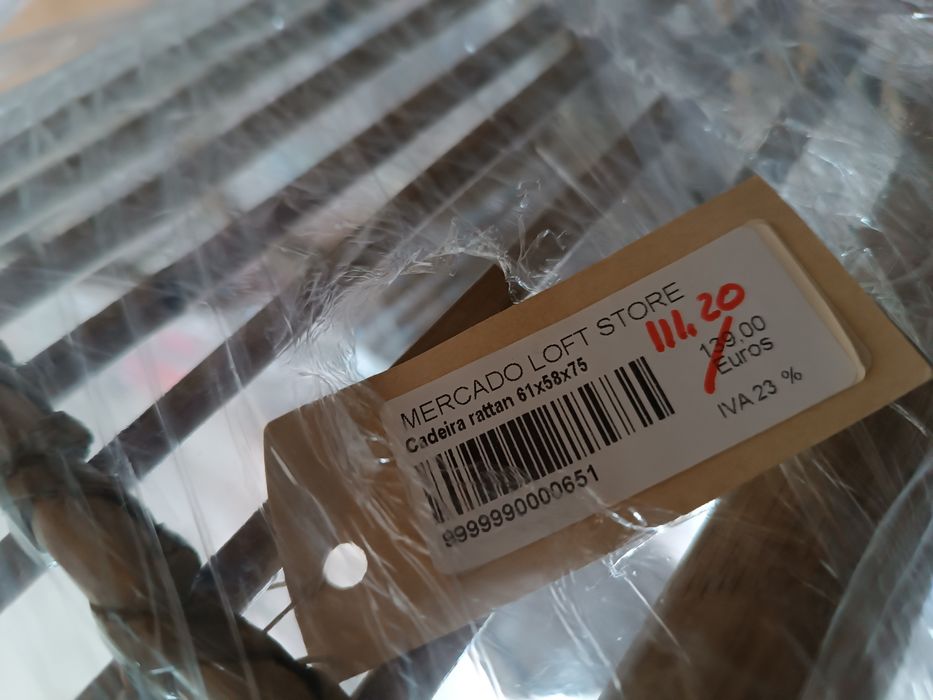 MERCADO LOFT STORE
Cadeira rattan 61x58x75
9999990000651
111,20
139.00
Euros
IVA 23 %